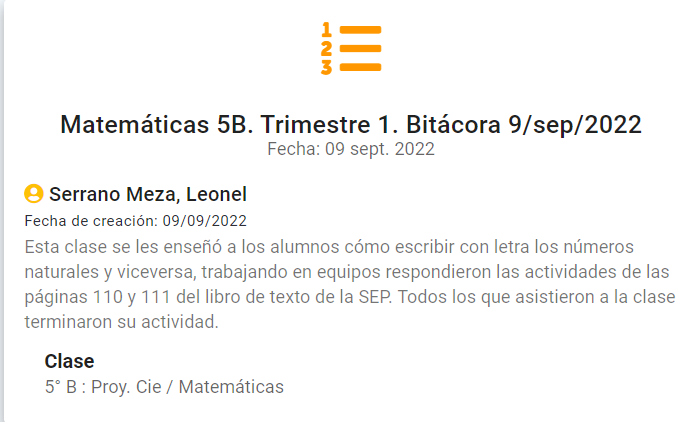 1
2
3
Matemáticas 5B. Trimestre 1. Bitácora 9/sep/2022
Fecha: 09 sept. 2022
Serrano Meza, Leonel
Fecha de creación: 09/09/2022
Esta clase se les enseñó a los alumnos cómo escribir con letra los números
naturales y viceversa, trabajando en equipos respondieron las actividades de las
páginas 110 y 111 del libro de texto de la SEP. Todos los que asistieron a la clase
terminaron su actividad.
Clase
5° B : Proy. Cie / Matemáticas